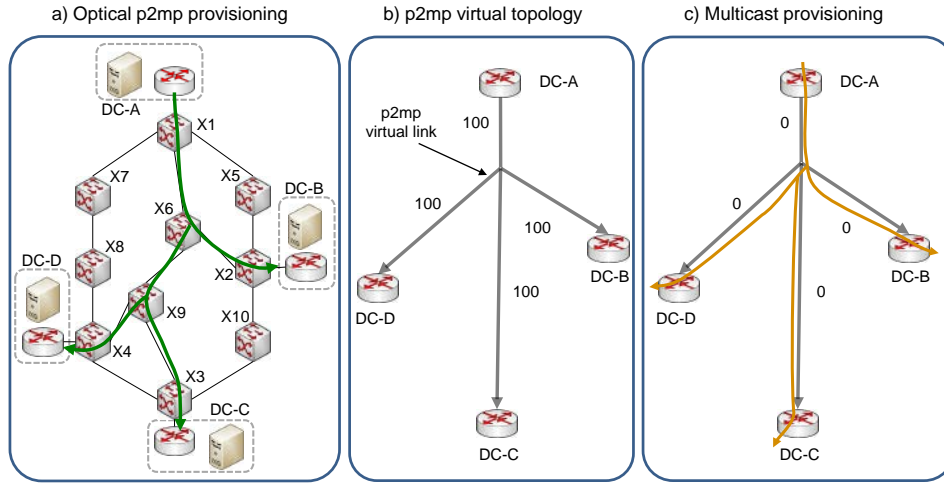 a) Optical p2mp provisioning
DC-A
X1
X7
X5
DC-B
X6
X8
DC-D
X2
X9
X10
X4
X3
DC-C
b) p2mp virtual topology
DC-A
p2mp
virtual link
100
100
100
DC-B
DC-D
100
DC-C
c) Multicast provisioning
DC-A
0
0
0
DC-B
DC-D
0
DC-C